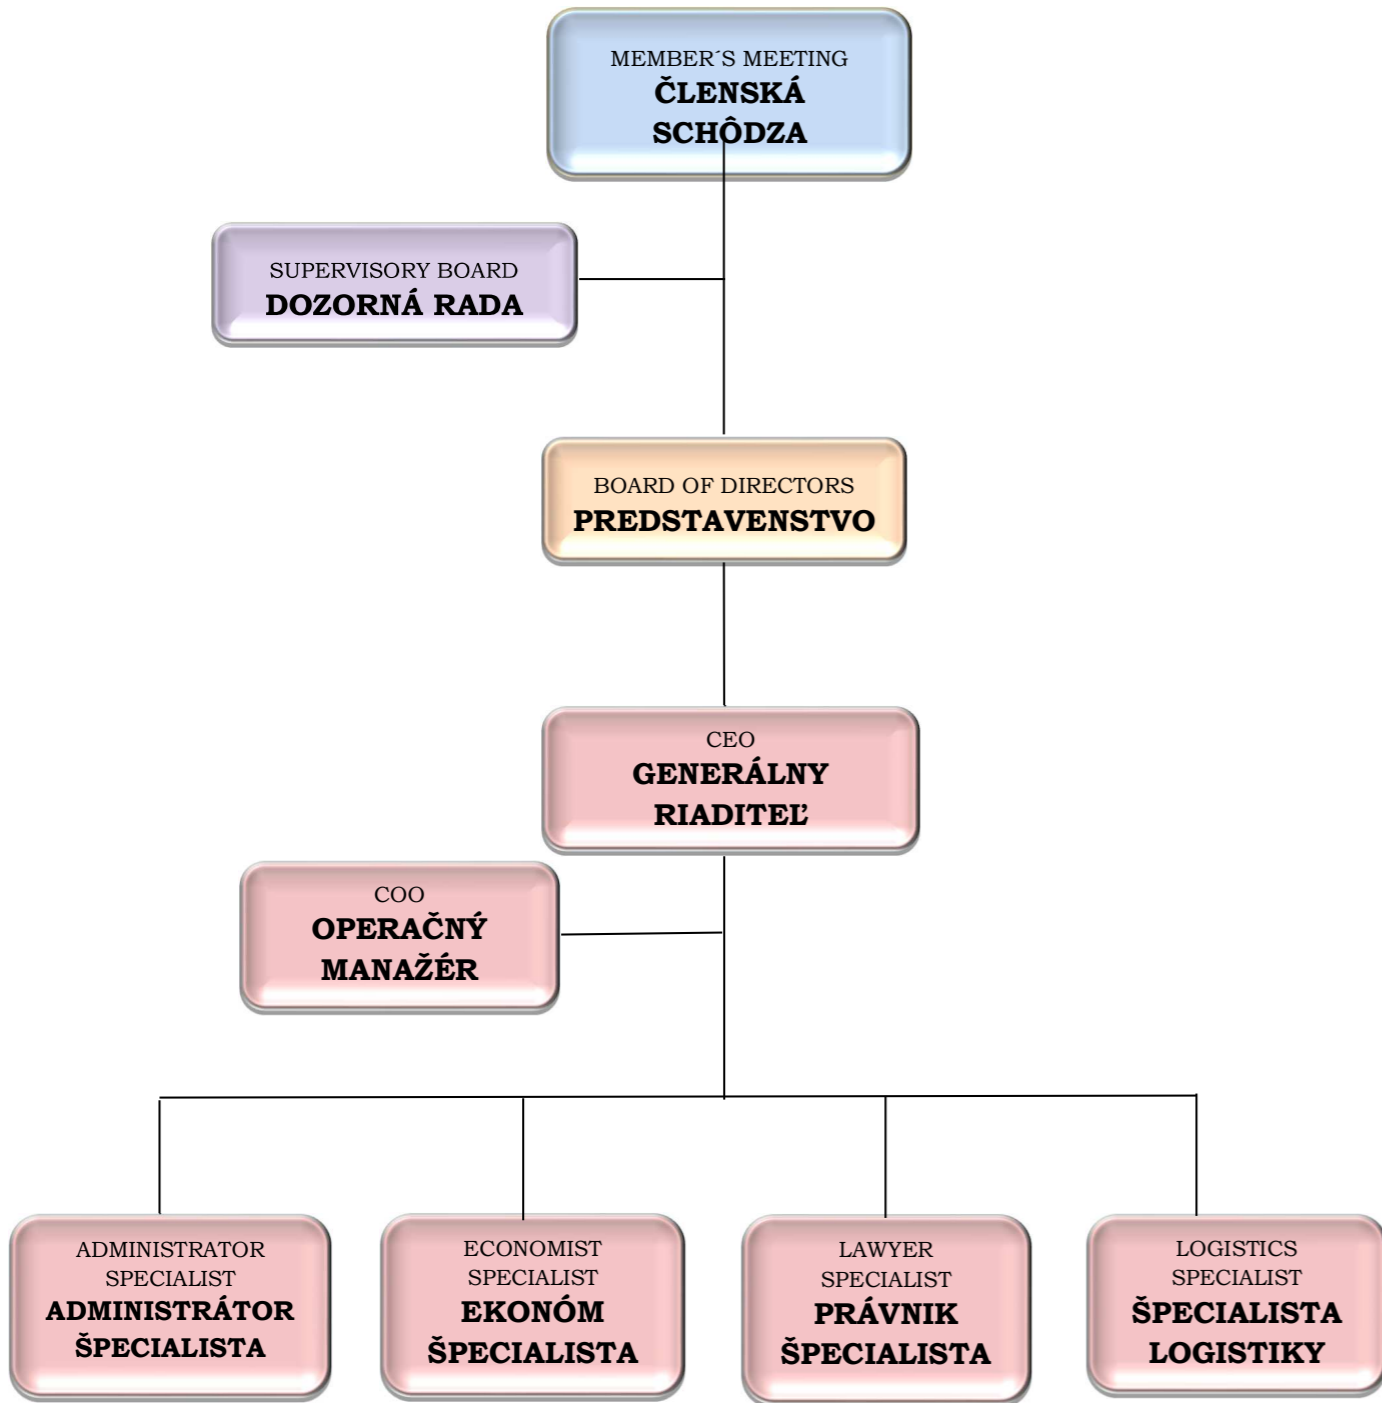 MEMBER´S MEETING
ČLENSKÁ
SCHÔDZA
SUPERVISORY BOARD
DOZORNÁ RADA
BOARD OF DIRECTORS
PREDSTAVENSTVO
CEO
GENERÁLNY
RIADITEĽ
COO
OPERAČNÝ
MANAŽÉR
ADMINISTRATOR
SPECIALIST
ADMINISTRÁTOR
ŠPECIALISTA
ECONOMIST
SPECIALIST
EKONÓM
ŠPECIALISTA
LAWYER
SPECIALIST
PRÁVNIK
ŠPECIALISTA
LOGISTICS
SPECIALIST
ŠPECIALISTA
LOGISTIKY